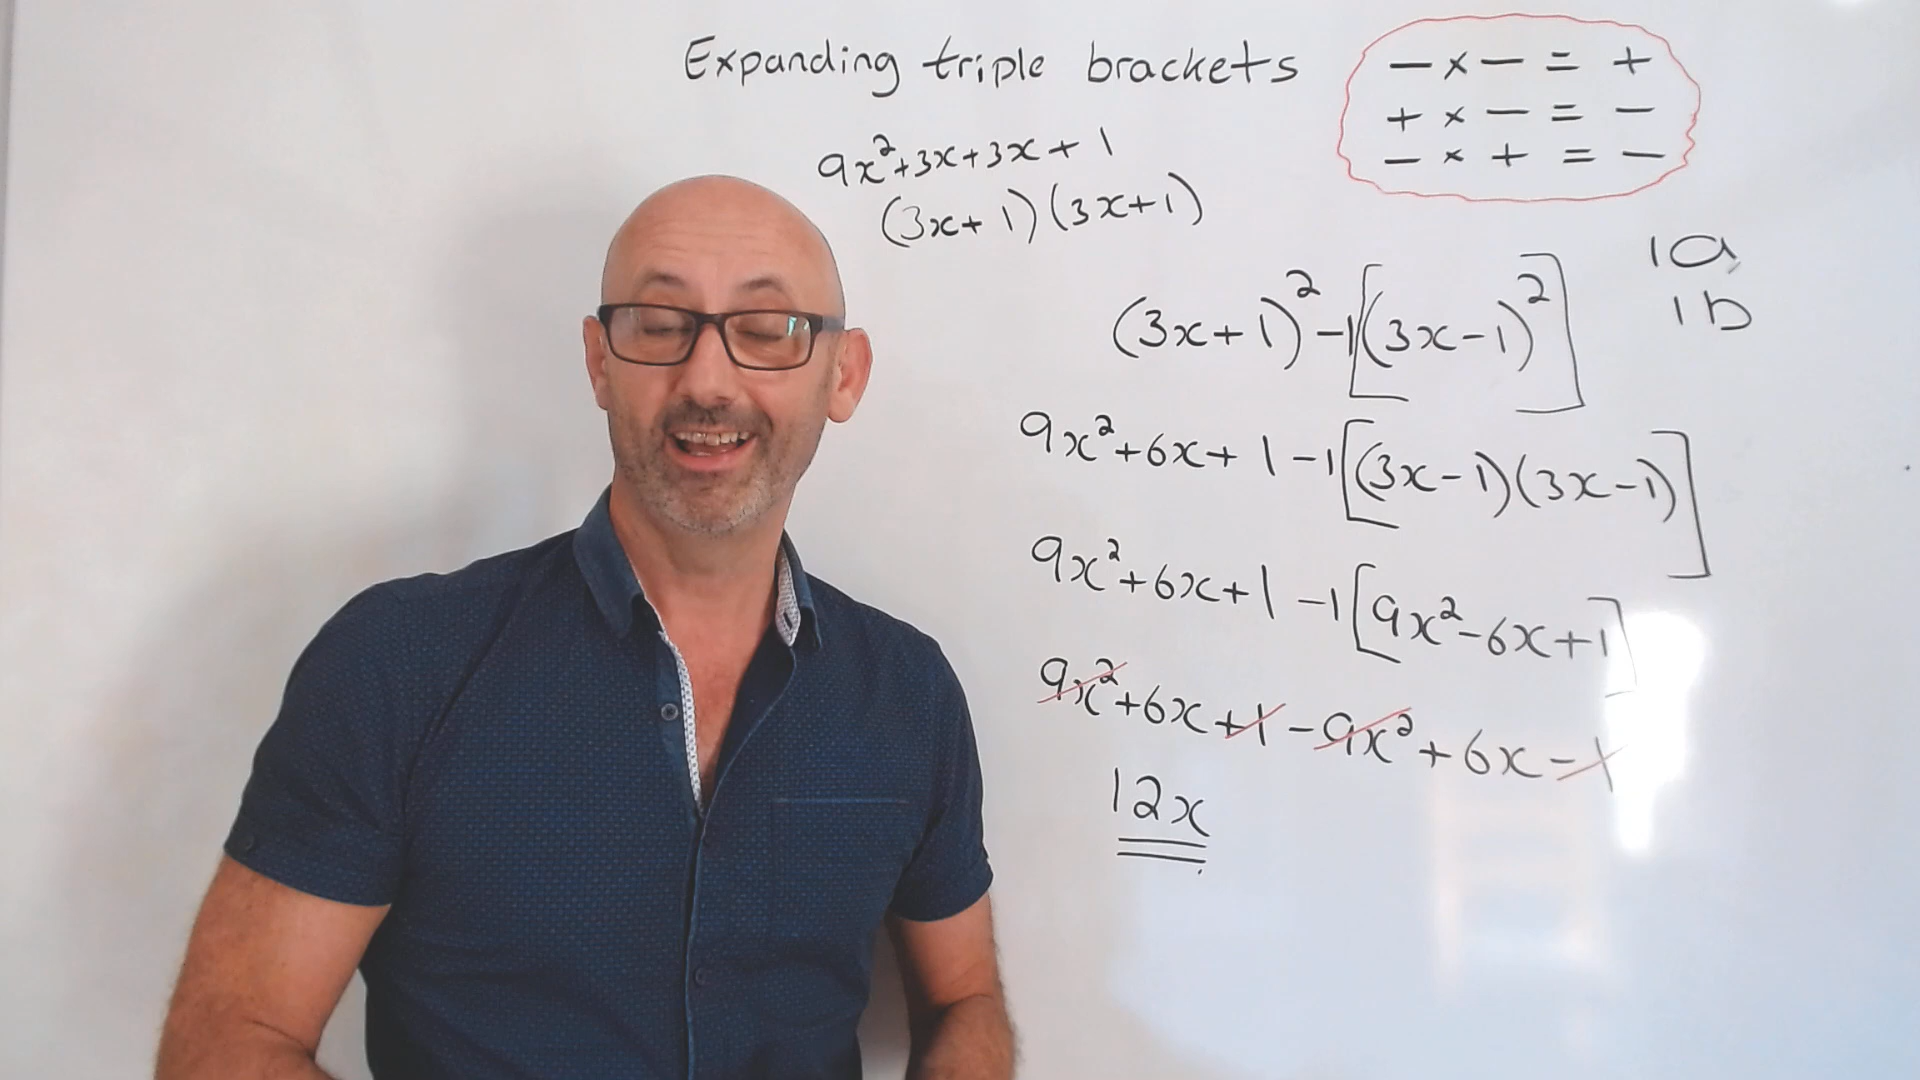 Expanding triple brackets
− × − = +
+ × − = −
− × + = −
9x²+3x+3x+1
(3x+1)(3x+1)
1a
1b
(3x+1)²-1[(3x-1)²]
9x²+6x+1-1[(3x-1)(3x-1)]
9x²+6x+1-1[9x²-6x+1]
9x²+6x+1-9x²+6x-1
12x